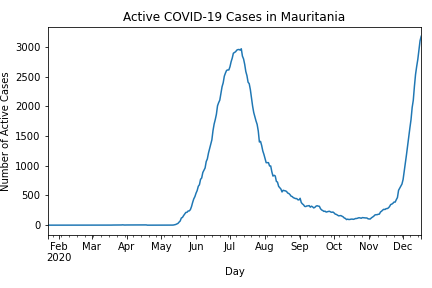 Active COVID-19 Cases in Mauritania
Number of Active Cases
3000
2500
2000
1500
1000
500
0
Feb Mar Apr May Jun Jul Aug Sep Oct Nov Dec
2020
Day